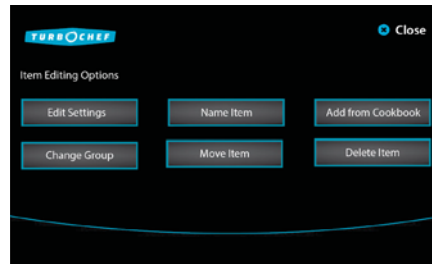 TURBOCHEF
Close
Item Editing Options
Edit Settings
Name Item
Add from Cookbook
Change Group
Move Item
Delete Item